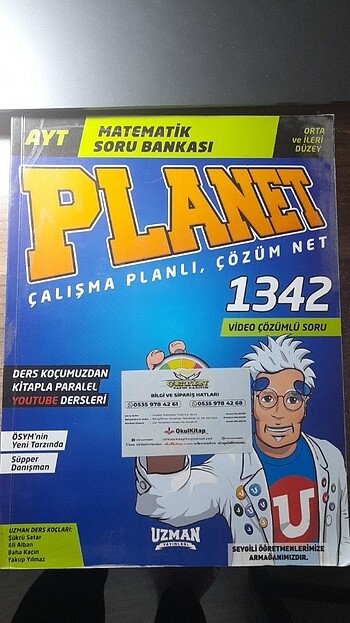 AYT
MATEMATİK
SORU BANKASI
ORTA
ve İLERİ
DÜZEY
PLANET
ÇALIŞMA PLANLI, ÇÖZÜM NET
1342
VİDEO ÇÖZÜMLÜ SORU
DERS KOÇUMUZDAN
KİTAPLA PARALEL
YOUTUBE DERSLERİ
BİLGİ VE SİPARİŞ HATLARI
0535 978 42 61
0535 978 42 68
OkulKitap
ÖSYM'nin
Yeni Tarzında
Süpper
Danışman
U
UZMAN DERS KOÇLARI:
Şükrü Satar
Ali Alban
Baha Kaçın
Yakup Yılmaz
UZMAN
YAYINLARI
SEVGİLİ ÖĞRETMENLERİMİZE
ARMAĞANIMIZDIR.